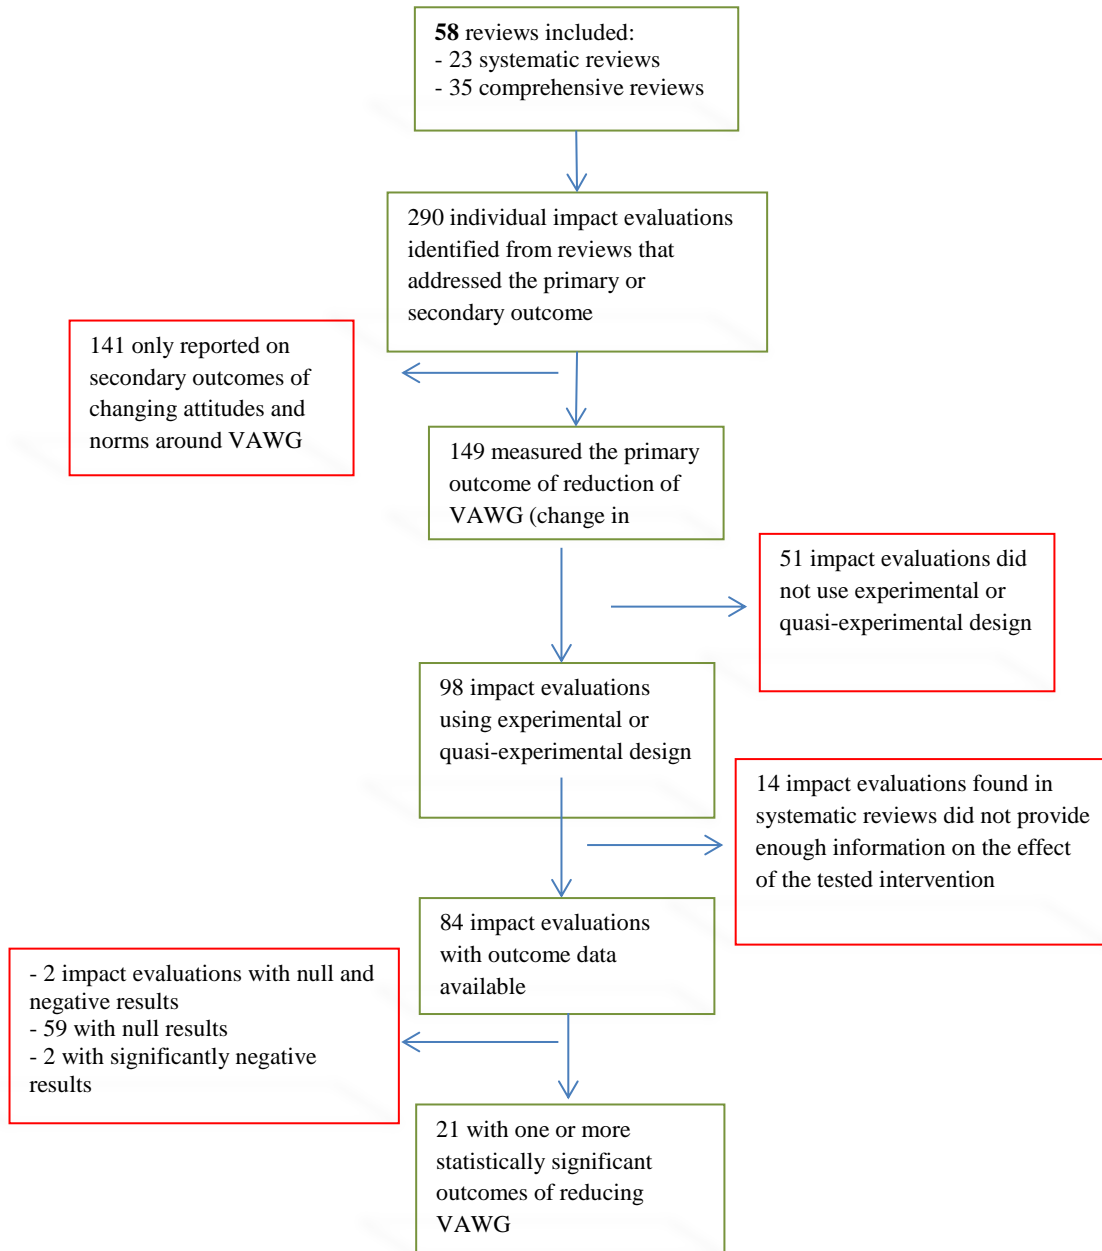 58 reviews included:
- 23 systematic reviews
- 35 comprehensive reviews
290 individual impact evaluations
identified from reviews that
addressed the primary or
secondary outcome
141 only reported on
secondary outcomes of
changing attitudes and
norms around VAWG
149 measured the primary
outcome of reduction of
VAWG (change in
51 impact evaluations did
not use experimental or
quasi-experimental design
98 impact evaluations
using experimental or
quasi-experimental design
14 impact evaluations found in
systematic reviews did not provide
enough information on the effect
of the tested intervention
84 impact evaluations
with outcome data
available
- 2 impact evaluations with null and
negative results
- 59 with null results
- 2 with significantly negative
results
21 with one or more
statistically significant
outcomes of reducing
VAWG